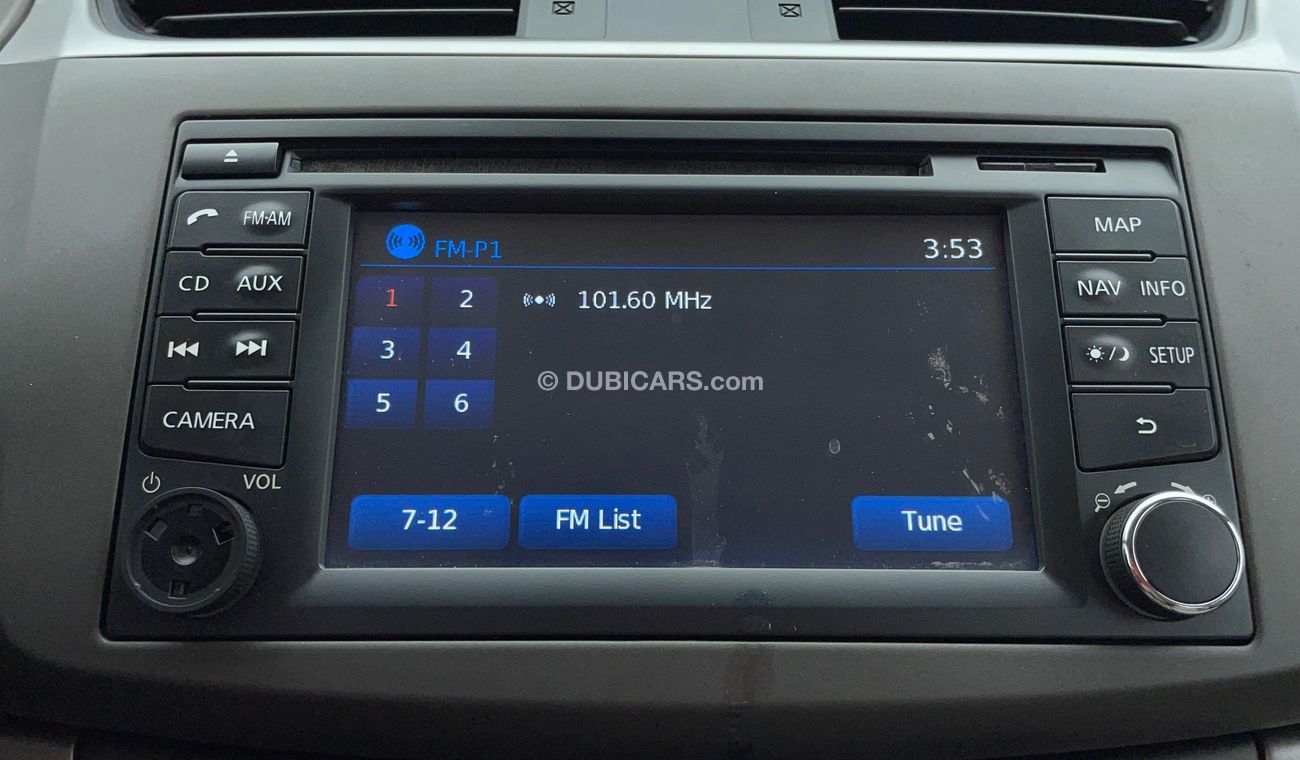 FM-AM
CD AUX
CAMERA
VOL
FM-P1 3:53
1 2 101.60 MHz
3 4
5 6
© DUBICARS.com
7-12 FM List Tune
MAP
NAV INFO
SETUP